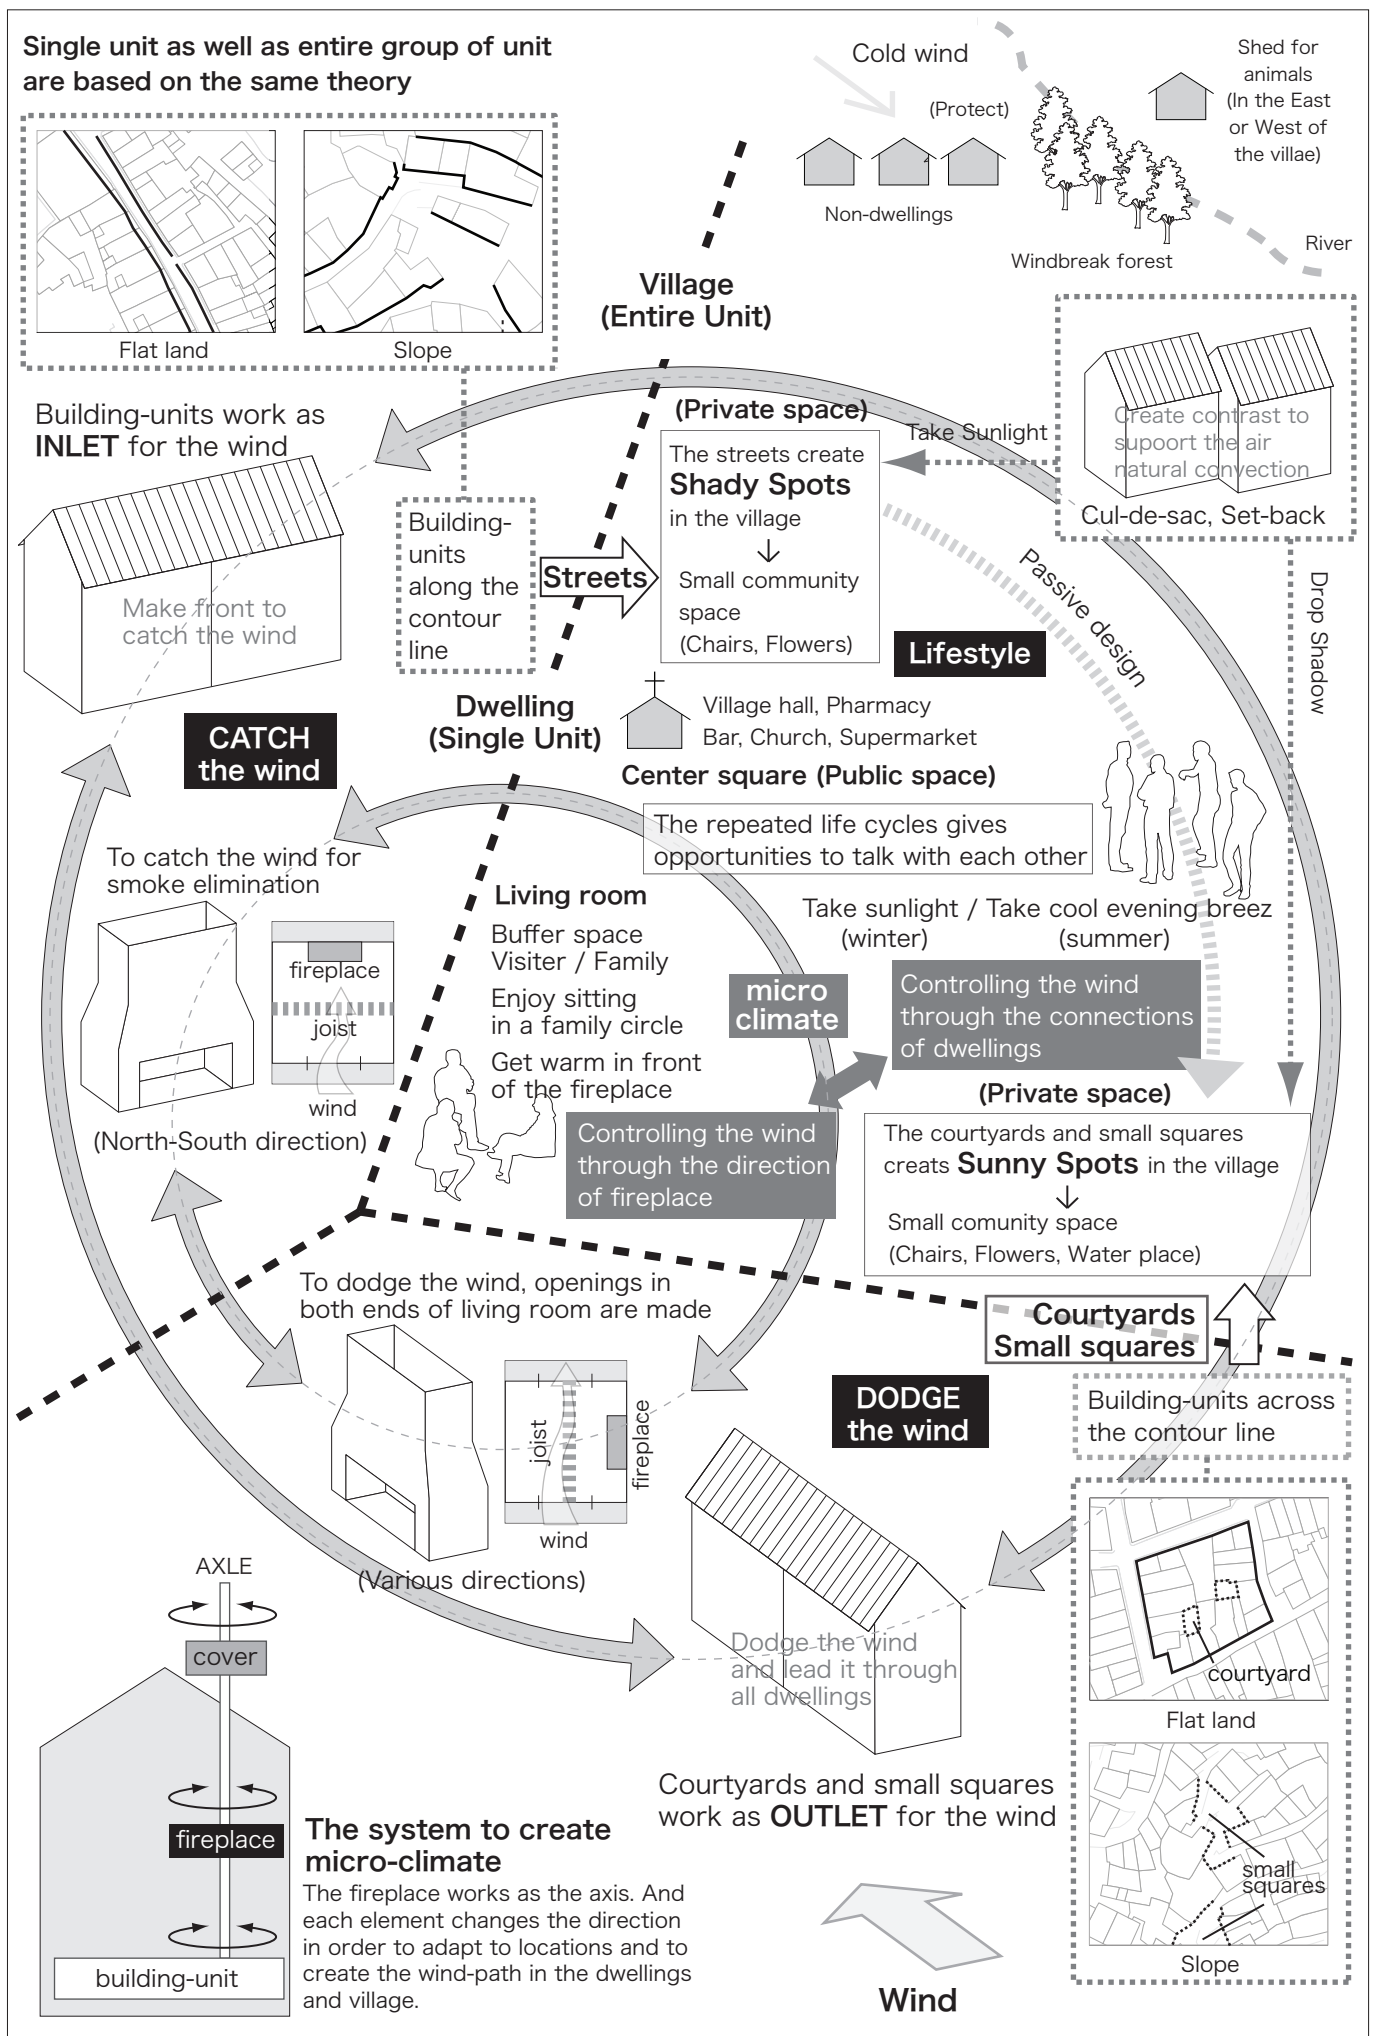 Single unit as well as entire group of unit
are based on the same theory
Flat land
Slope
Cold wind
(Protect)
Non-dwellings
Windbreak forest
Shed for
animals
(In the East
or West of
the villae)
River
Village
(Entire Unit)
Building-units work as
INLET for the wind
Make front to
catch the wind
Building-
units
along the
contour
line
Streets
(Private space)
The streets create
Shady Spots
in the village
↓
Small community
space
(Chairs, Flowers)
Take Sunlight
Create contrast to
supoort the air
natural convection
Cul-de-sac, Set-back
Passive design
Drop Shadow
Lifestyle
CATCH
the wind
Dwelling
(Single Unit)
Village hall, Pharmacy
Bar, Church, Supermarket
Center square (Public space)
The repeated life cycles gives
opportunities to talk with each other
To catch the wind for
smoke elimination
fireplace
joist
wind
(North-South direction)
Living room
Buffer space
Visiter / Family
Enjoy sitting
in a family circle
Get warm in front
of the fireplace
Take sunlight / Take cool evening breez
(winter)
(summer)
micro
climate
Controlling the wind
through the connections
of dwellings
Controlling the wind
through the direction
of fireplace
(Private space)
The courtyards and small squares
creats Sunny Spots in the village
↓
Small comunity space
(Chairs, Flowers, Water place)
To dodge the wind, openings in
both ends of living room are made
joist
fireplace
wind
(Various directions)
Courtyards
Small squares
DODGE
the wind
Building-units across
the contour line
Dodge the wind
and lead it through
all dwellings
courtyard
Flat land
small
squares
Slope
Courtyards and small squares
work as OUTLET for the wind
Wind
AXLE
cover
fireplace
building-unit
The system to create
micro-climate
The fireplace works as the axis. And
each element changes the direction
in order to adapt to locations and to
create the wind-path in the dwellings
and village.